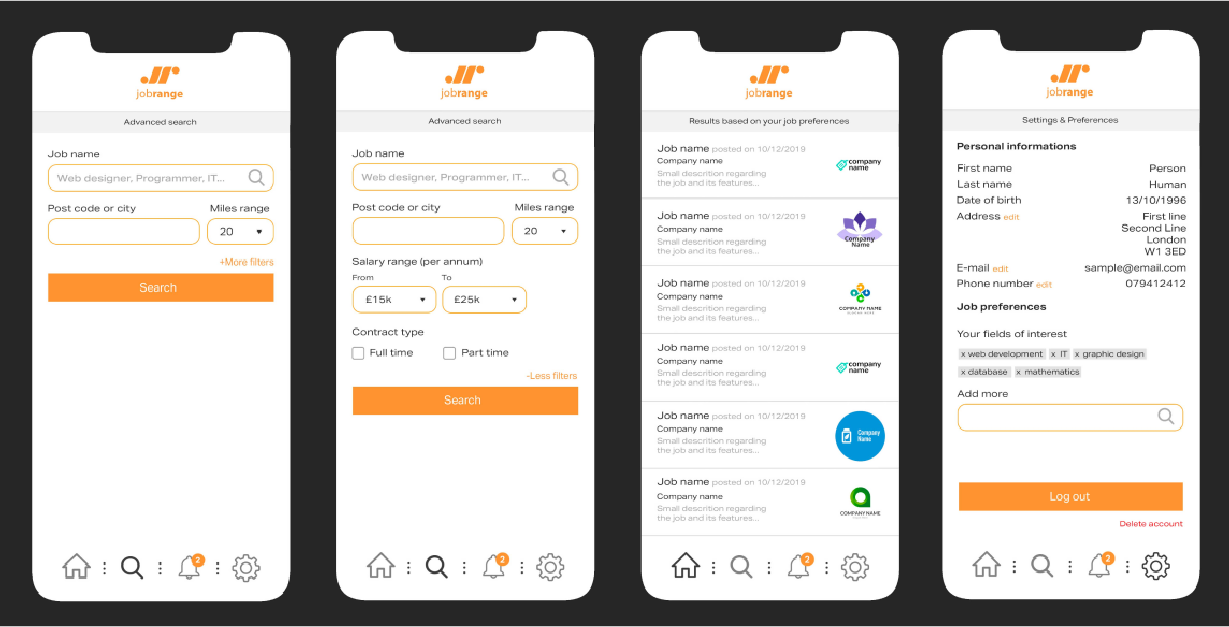 jobrange
Advanced search
Job name
Web designer, Programmer, IT...
Post code or city Miles range
20
+More filters
Search
2
jobrange
Advanced search
Job name
Web designer, Programmer, IT...
Post code or city Miles range
20
Salary range (per annum)
From To
£15k £25k
Contract type
Full time Part time
-Less filters
Search
2
jobrange
Results based on your job preferences
Job name posted on 10/12/2019
Company name
Small descrition regarding
the job and its features...
company
name
Job name posted on 10/12/2019
Company name
Small descrition regarding
the job and its features...
Company
Name
Job name posted on 10/12/2019
Company name
Small descrition regarding
the job and its features...
COMPANY NAME
Job name posted on 10/12/2019
Company name
Small descrition regarding
the job and its features...
company
name
Job name posted on 10/12/2019
Company name
Small descrition regarding
the job and its features...
Company
Name
Job name posted on 10/12/2019
Company name
Small descrition regarding
the job and its features...
COMPANYNAME
2
jobrange
Settings & Preferences
Personal informations
First name Person
Last name Human
Date of birth 13/10/1996
Address edit First line
Second Line
London
W1 3ED
E-mail edit sample@email.com
Phone number edit 079412412
Job preferences
Your fields of interest
x web development x IT x graphic design
x database x mathematics
Add more
Log out
Delete account
2